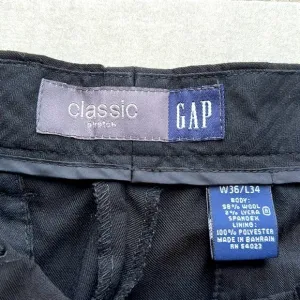 classic
stretch
GAP
W36/L34
BODY:
98% WOOL
2% LYCRA ®
SPANDEX
LINING:
100% POLYESTER
MADE IN BAHRAIN
RN 54023